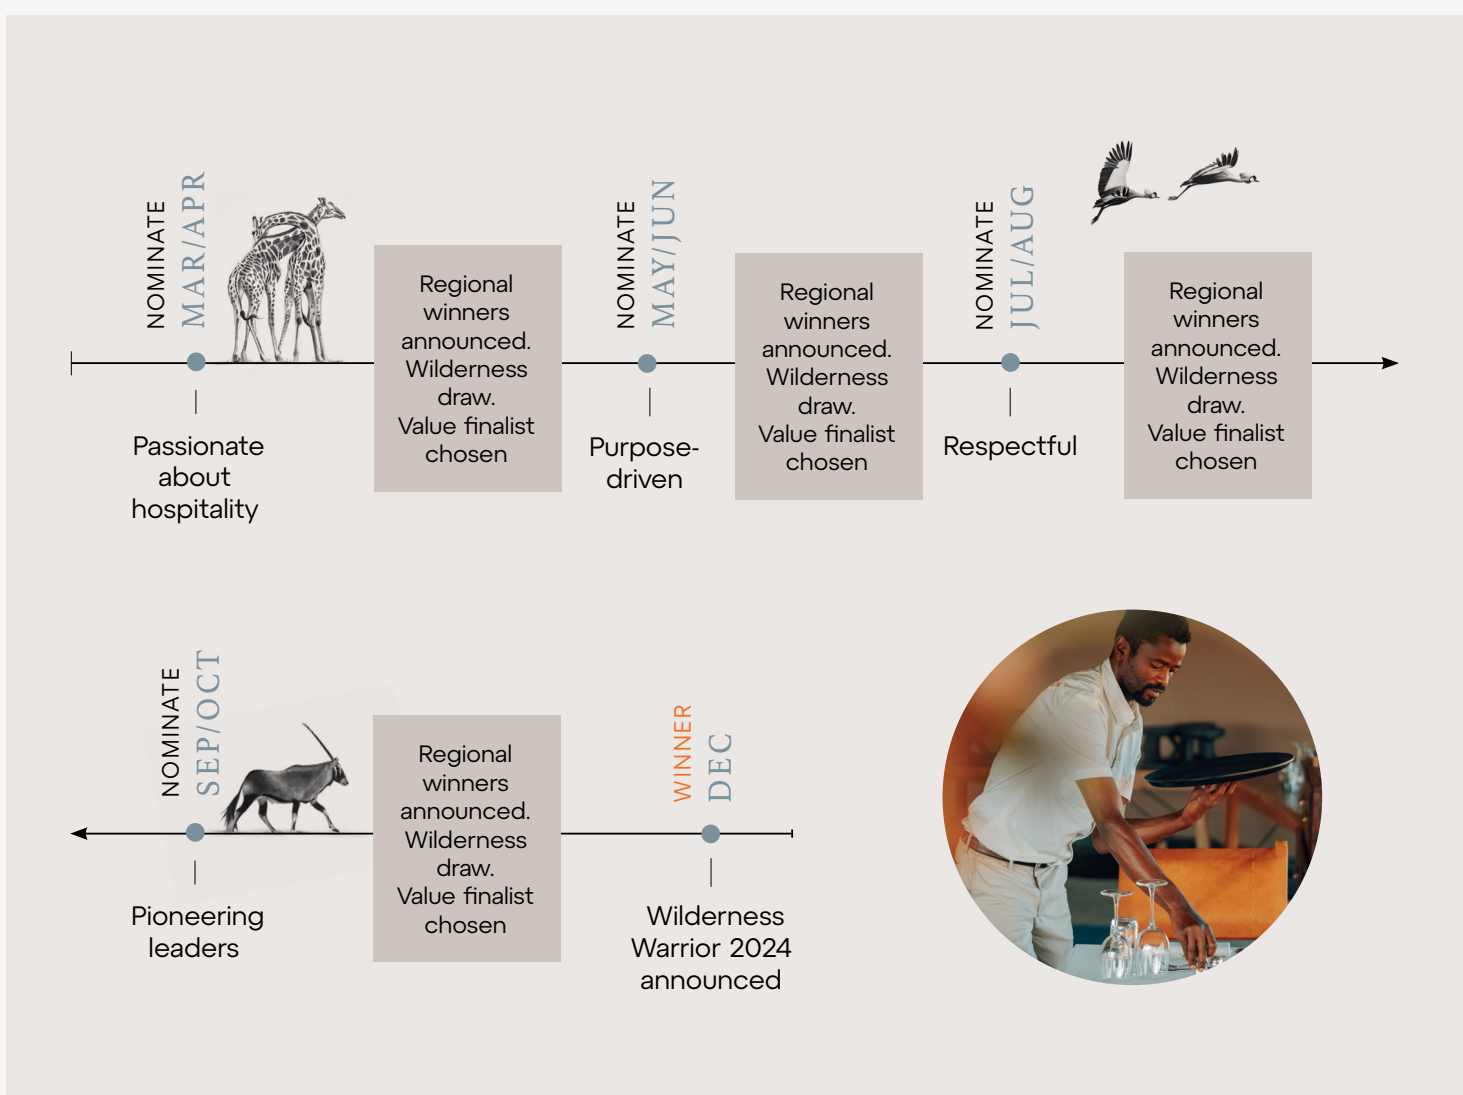 NOMINATE
MAR/APR
Passionate
about
hospitality
Regional
winners
announced.
Wilderness
draw.
Value finalist
chosen
NOMINATE
MAY/JUN
Purpose-
driven
Regional
winners
announced.
Wilderness
draw.
Value finalist
chosen
NOMINATE
JUL/AUG
Respectful
Regional
winners
announced.
Wilderness
draw.
Value finalist
chosen
NOMINATE
SEP/OCT
Pioneering
leaders
Regional
winners
announced.
Wilderness
draw.
Value finalist
chosen
WINNER
DEC
Wilderness
Warrior 2024
announced